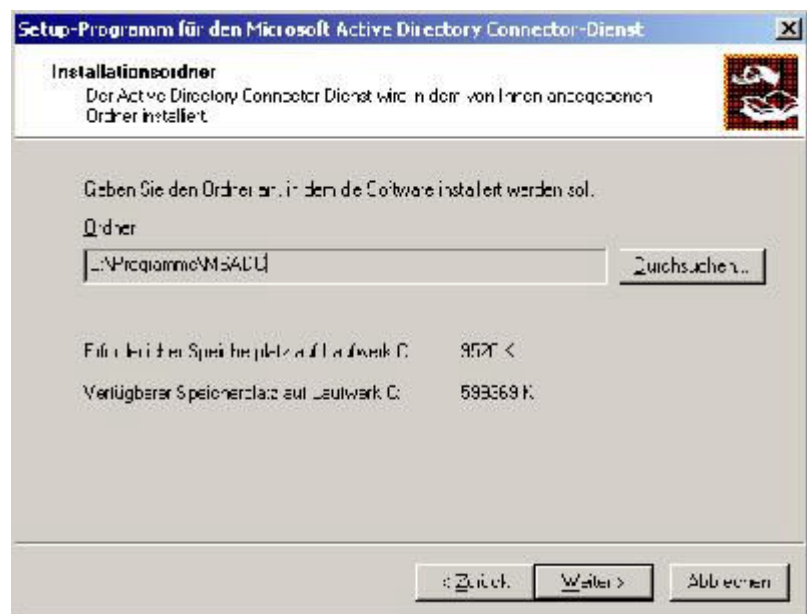 Setup-Programm für den Microsoft Active Directory Connector-Dienst
Installationsordner
Der Active Directory Connector Dienst wird in dem von Ihnen angegebenen
Ordner installiert.
Geben Sie den Ordner an, in dem die Software installiert werden soll.
Ordner
C:\Programme\MSADC
Durchsuchen...
Erforderlicher Speicherplatz auf Laufwerk C:
Verfügbarer Speicherplatz auf Laufwerk C:
599369 K
< Zurück
Weiter >
Abbrechen